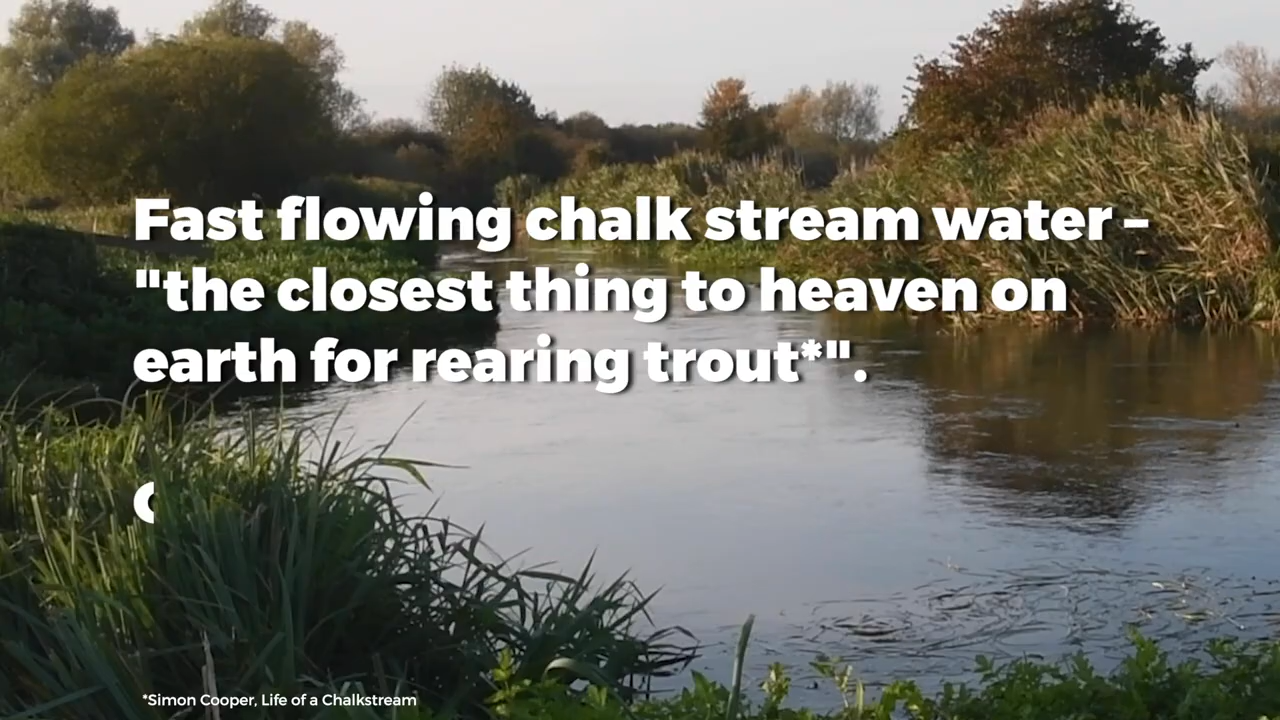 Fast flowing chalk stream water –
"the closest thing to heaven on
earth for rearing trout*".
*Simon Cooper, Life of a Chalkstream